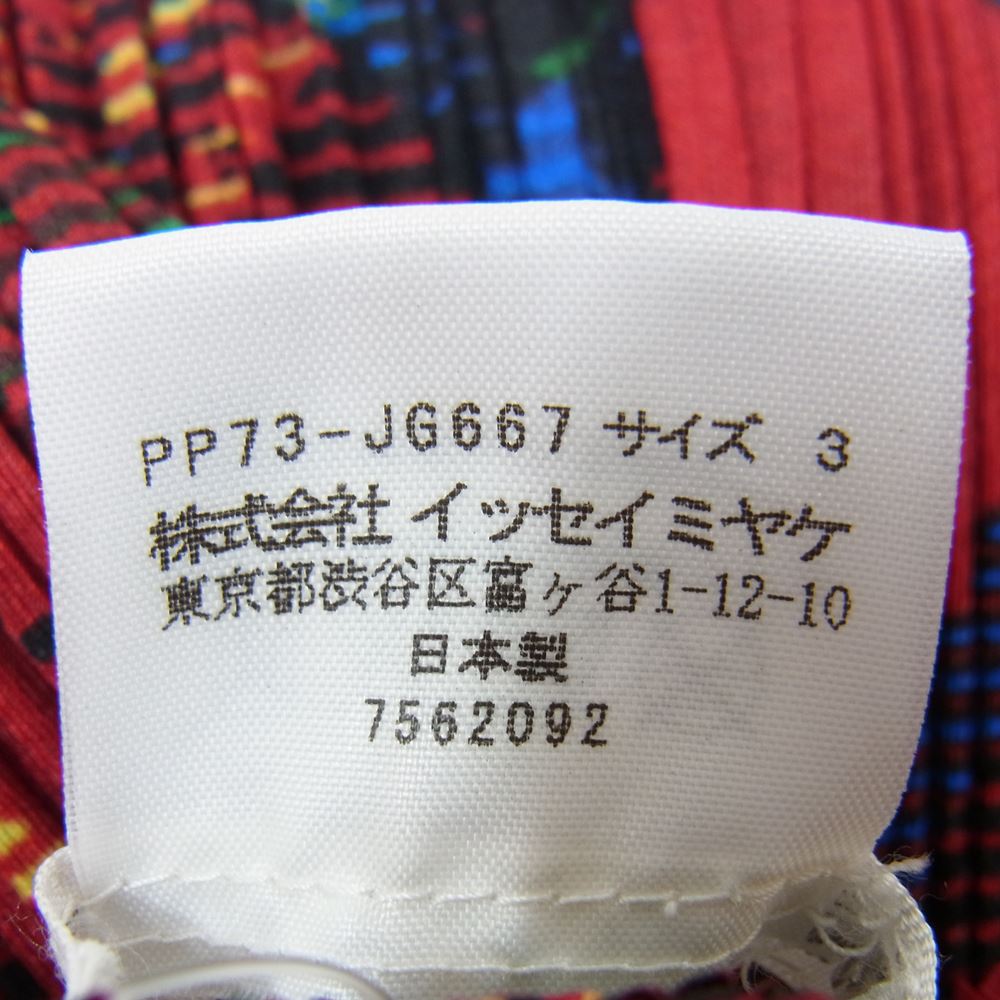 PP73-JG667 サイズ 3
株式会社 イッセイミヤケ
東京都渋谷区富ヶ谷1-12-10
日本製
7562092